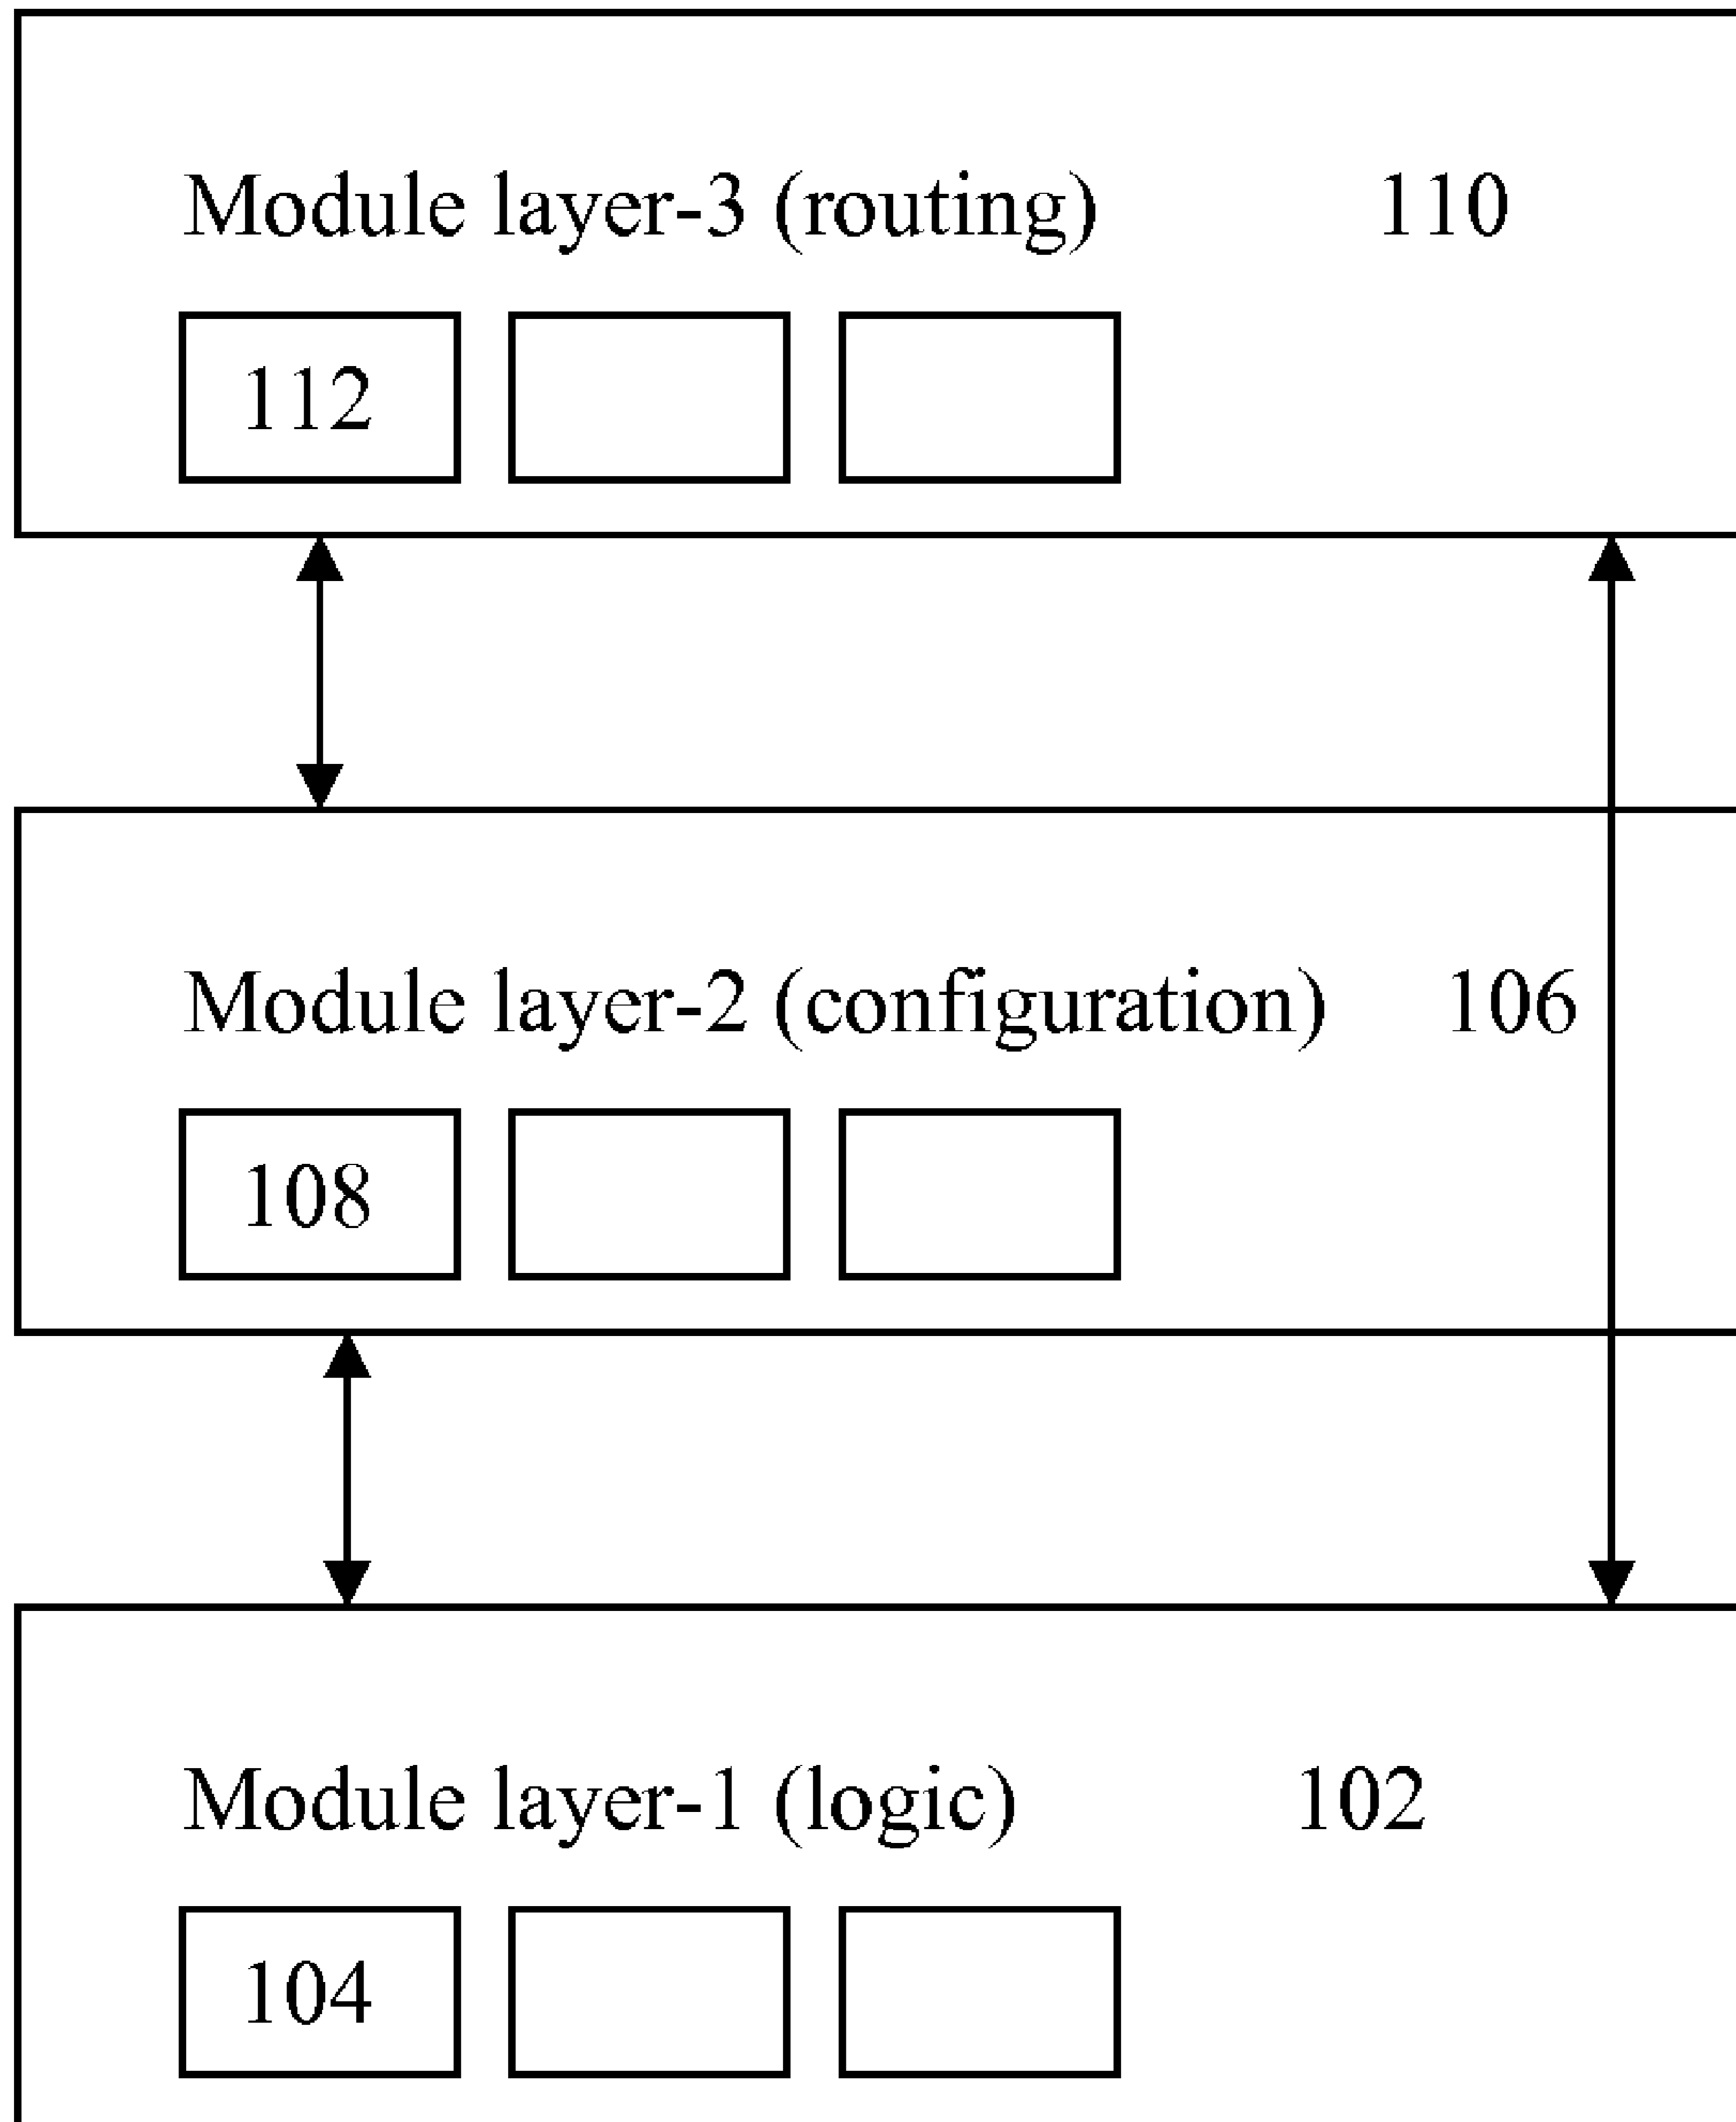 Module layer-3 (routing) 110
112
Module layer-2 (configuration) 106
108
Module layer-1 (logic) 102
104